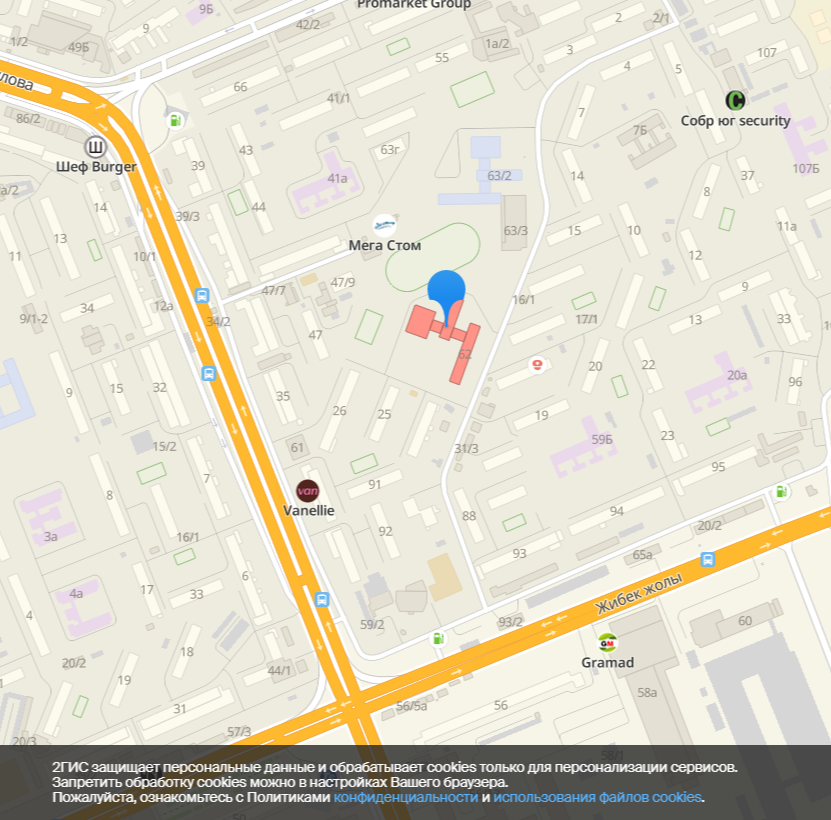 Promarket Group
9Б
2
2/1
9
42/2
1/2
49Б
1а/2
107
55
3
4
5
лова
66
41/1
86/2
Собр юг security
7
7Б
Шеф Burger
39
43
63г
107Б
41а
63/2
14
37
8
14
39/3
44
11а
63/3
15
10
13
Мега Стом
11
10/1
12
47/9
9
47/7
16/1
12а
34
9/1-2
34/2
17/1
13
33
47
62
20
22
20а
96
9
15
32
35
26
25
19
59Б
23
15/2
61
31/3
95
7
91
8
Vanellie
94
88
20/2
3а
16/1
92
93
65а
6
17
33
Жибек жолы
4а
4
59/2
93/2
60
18
20/2
Gramad
44/1
19
58а
31
56/5а
56
57/3
20/3
58Д
2ГИС защищает персональные данные и обрабатывает cookies только для персонализации сервисов.
Запретить обработку cookies можно в настройках Вашего браузера.
Пожалуйста, ознакомьтесь с Политиками конфиденциальности и использования файлов cookies.